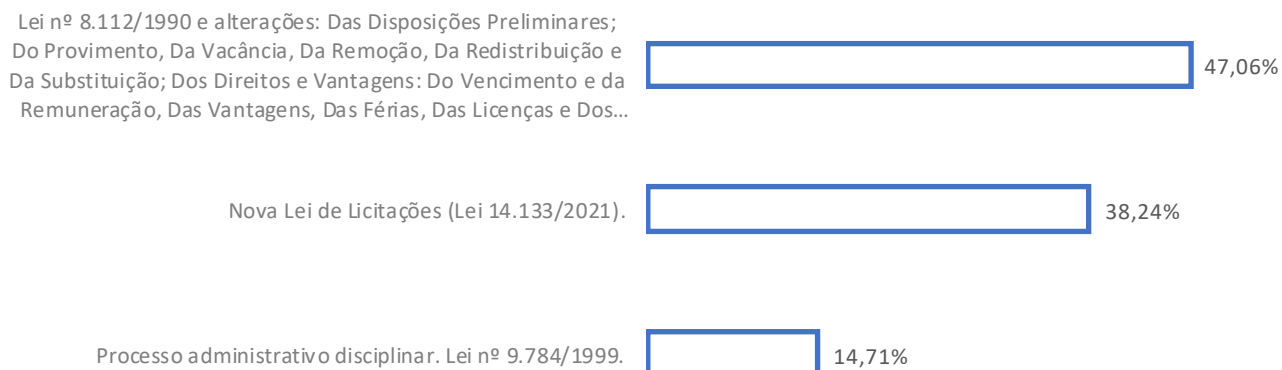 Lei nº 8.112/1990 e alterações: Das Disposições Preliminares;
Do Provimento, Da Vacância, Da Remoção, Da Redistribuição e
Da Substituição; Dos Direitos e Vantagens: Do Vencimento e da
Remuneração, Das Vantagens, Das Férias, Das Licenças e Dos...
47,06%
Nova Lei de Licitações (Lei 14.133/2021).
38,24%
Processo administrativo disciplinar. Lei nº 9.784/1999.
14,71%